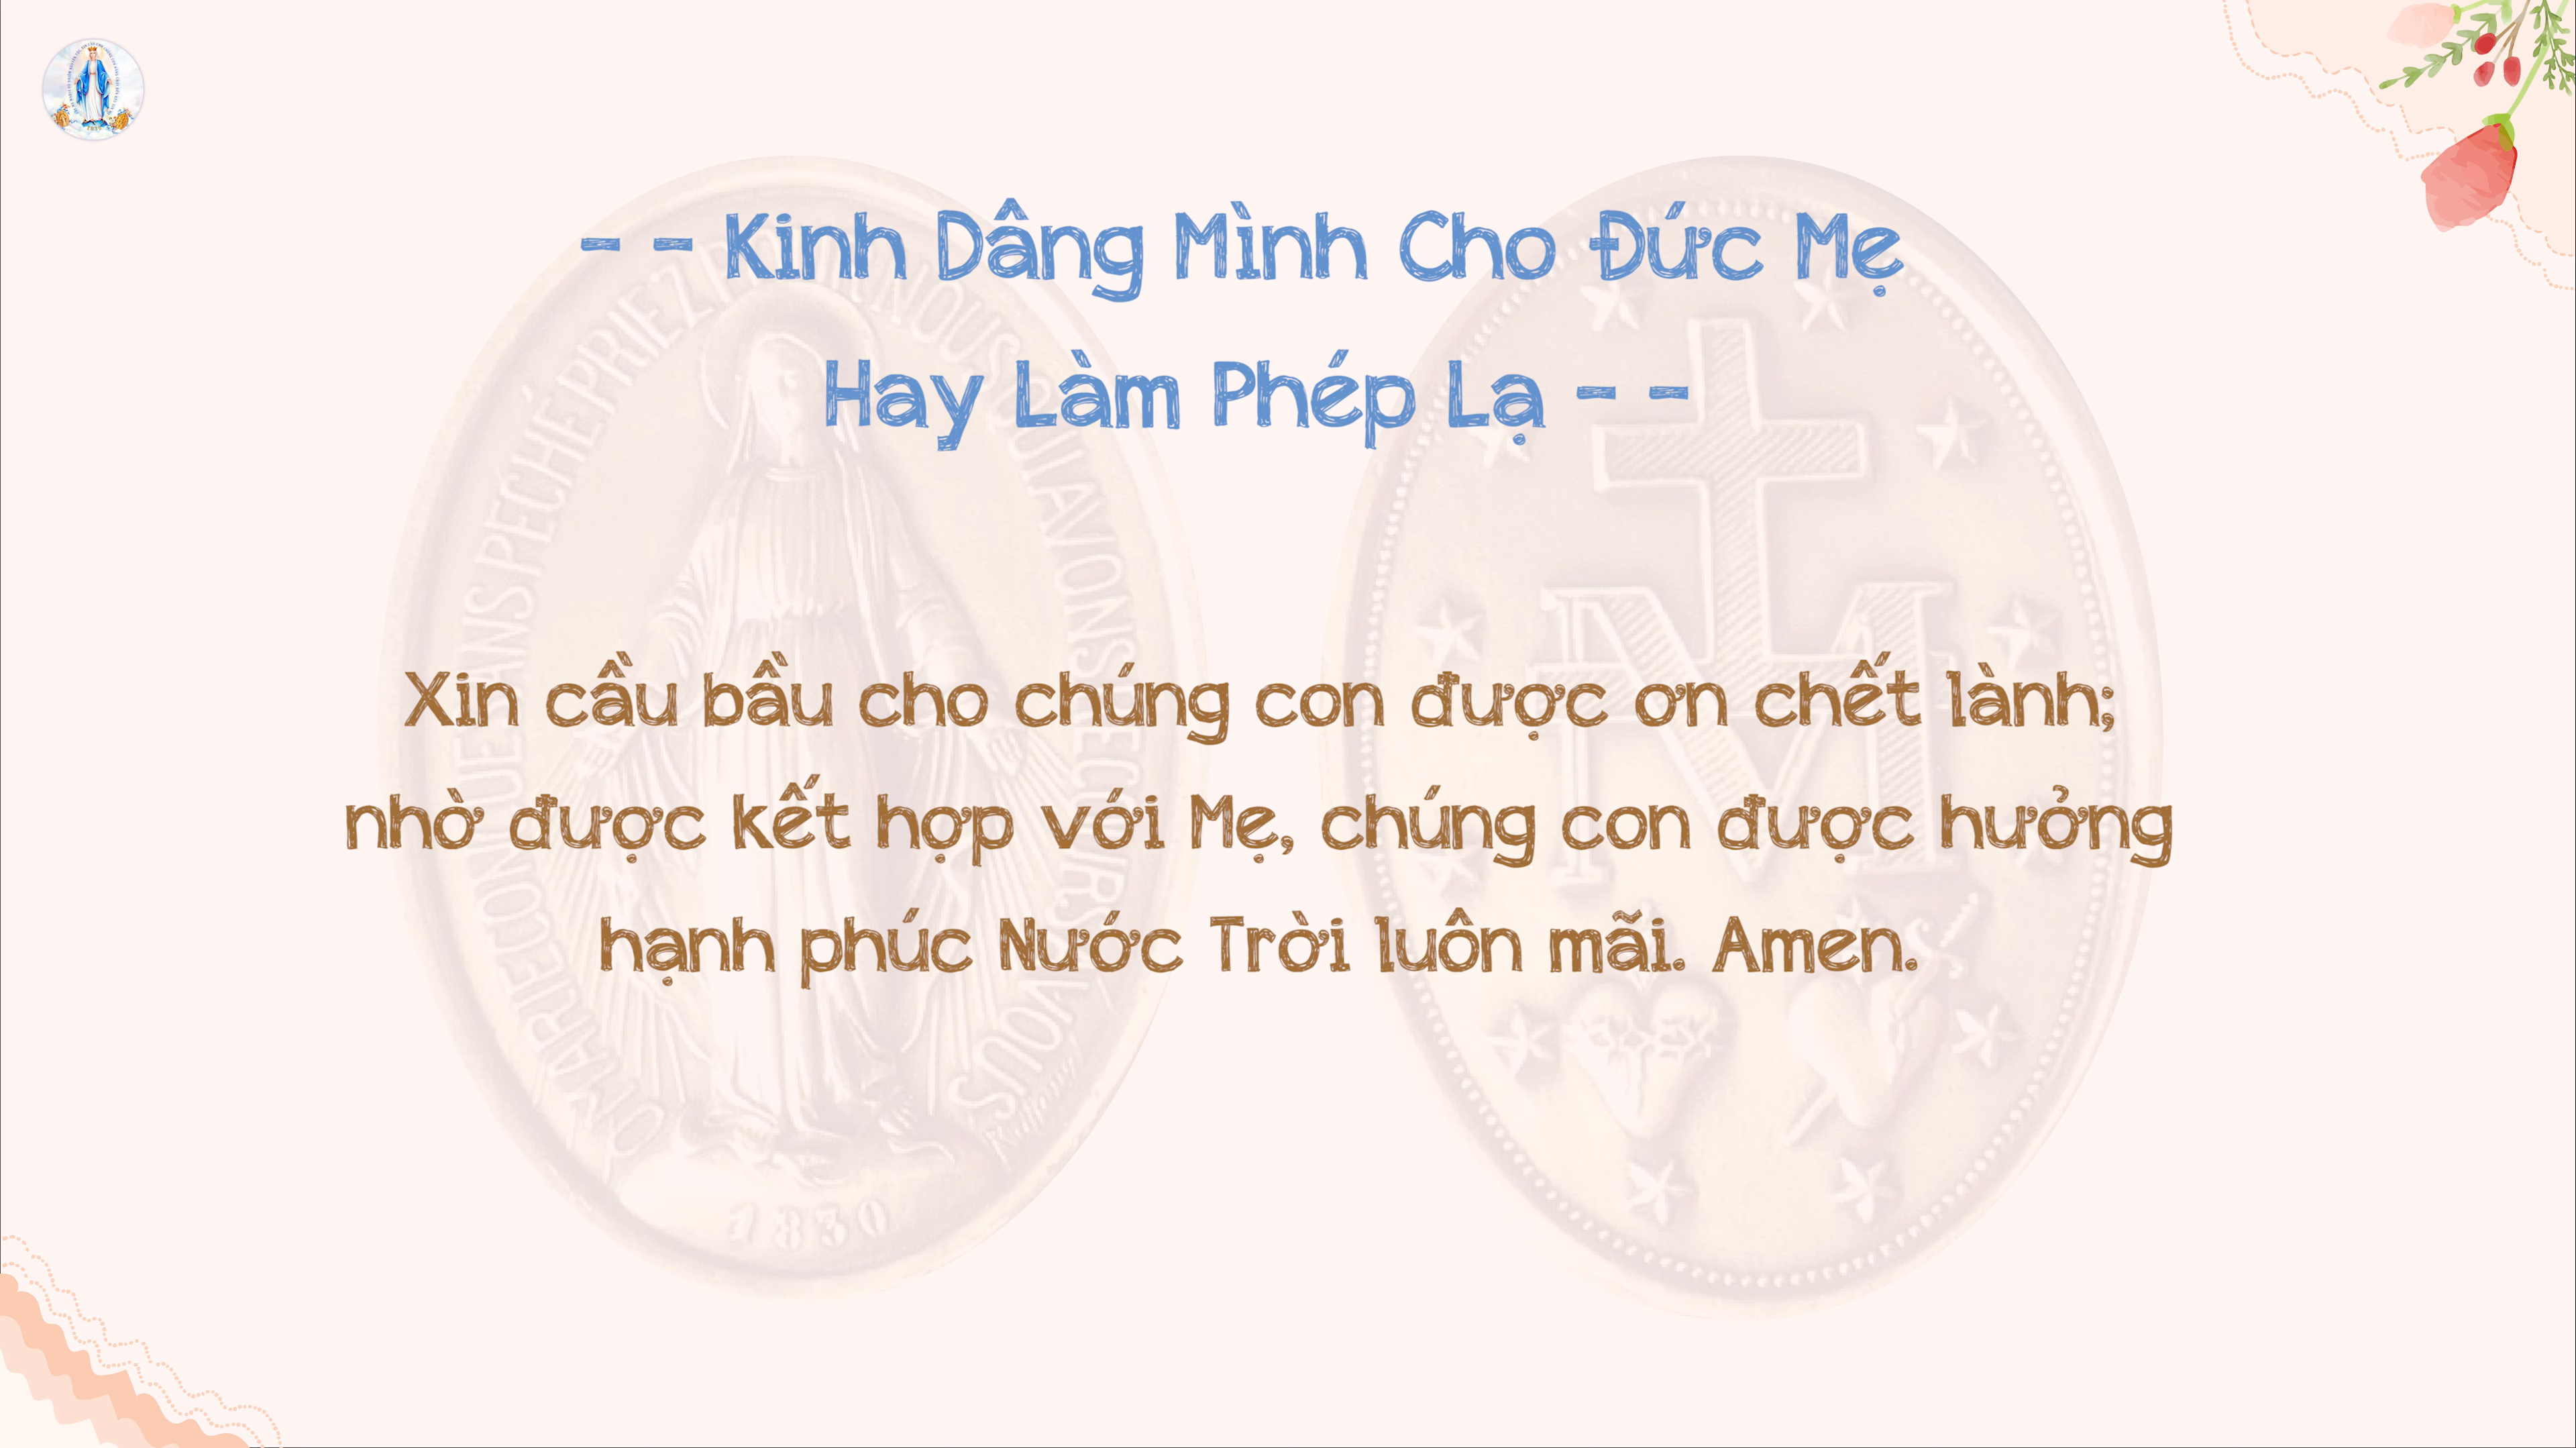 - - Kinh Dâng Mình Cho Đức Mẹ
Hay Làm Phép Lạ - -
Xin cầu bầu cho chúng con được ơn chết lành;
nhờ được kết hợp với Mẹ, chúng con được hưởng
hạnh phúc Nước Trời luôn mãi. Amen.
1830